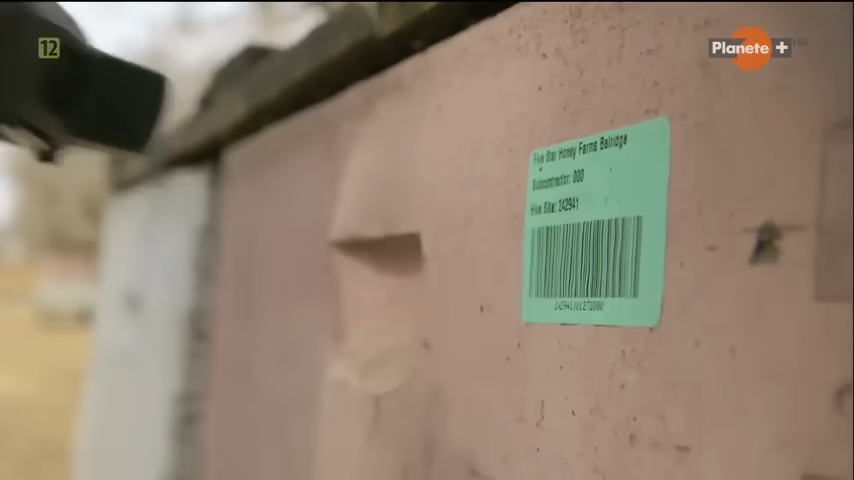 12
Planete +
Five Star Honey Farms Belridge
Subcontractor: 000
Hive Site: 242941